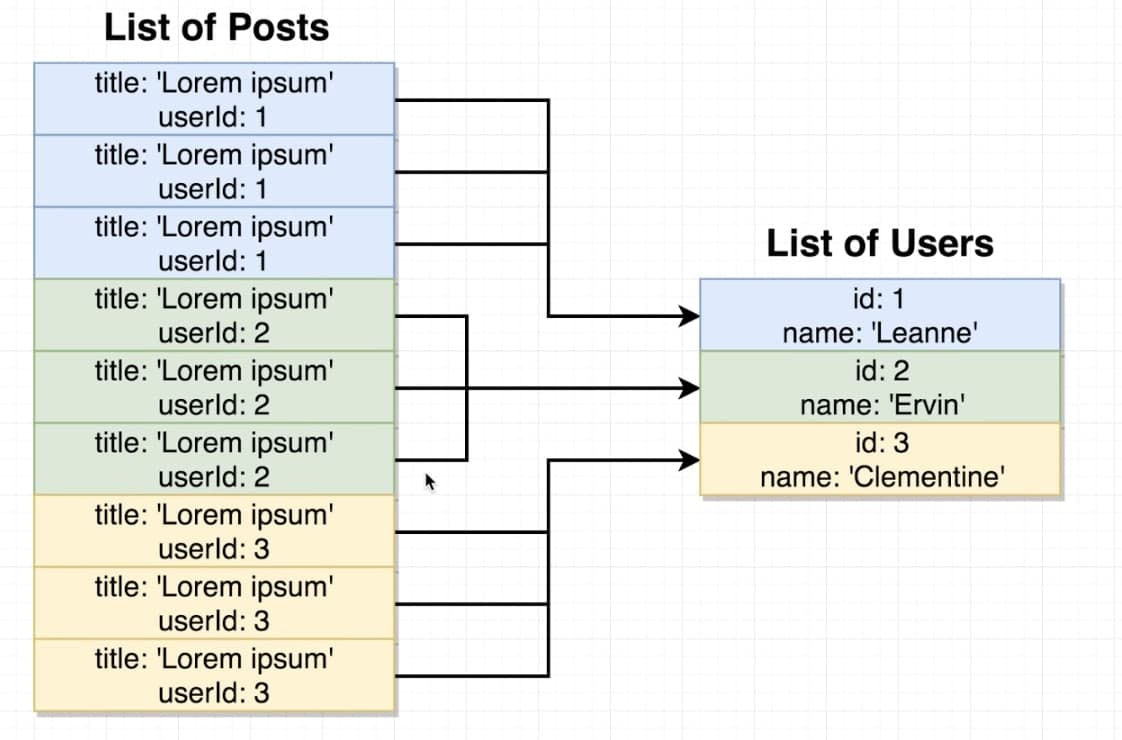 List of Posts
title: 'Lorem ipsum'
userId: 1
title: 'Lorem ipsum'
userId: 1
title: 'Lorem ipsum'
userId: 1
title: 'Lorem ipsum'
userId: 2
title: 'Lorem ipsum'
userId: 2
title: 'Lorem ipsum'
userId: 2
title: 'Lorem ipsum'
userId: 3
title: 'Lorem ipsum'
userId: 3
title: 'Lorem ipsum'
userId: 3
List of Users
id: 1
name: 'Leanne'
id: 2
name: 'Ervin'
id: 3
name: 'Clementine'